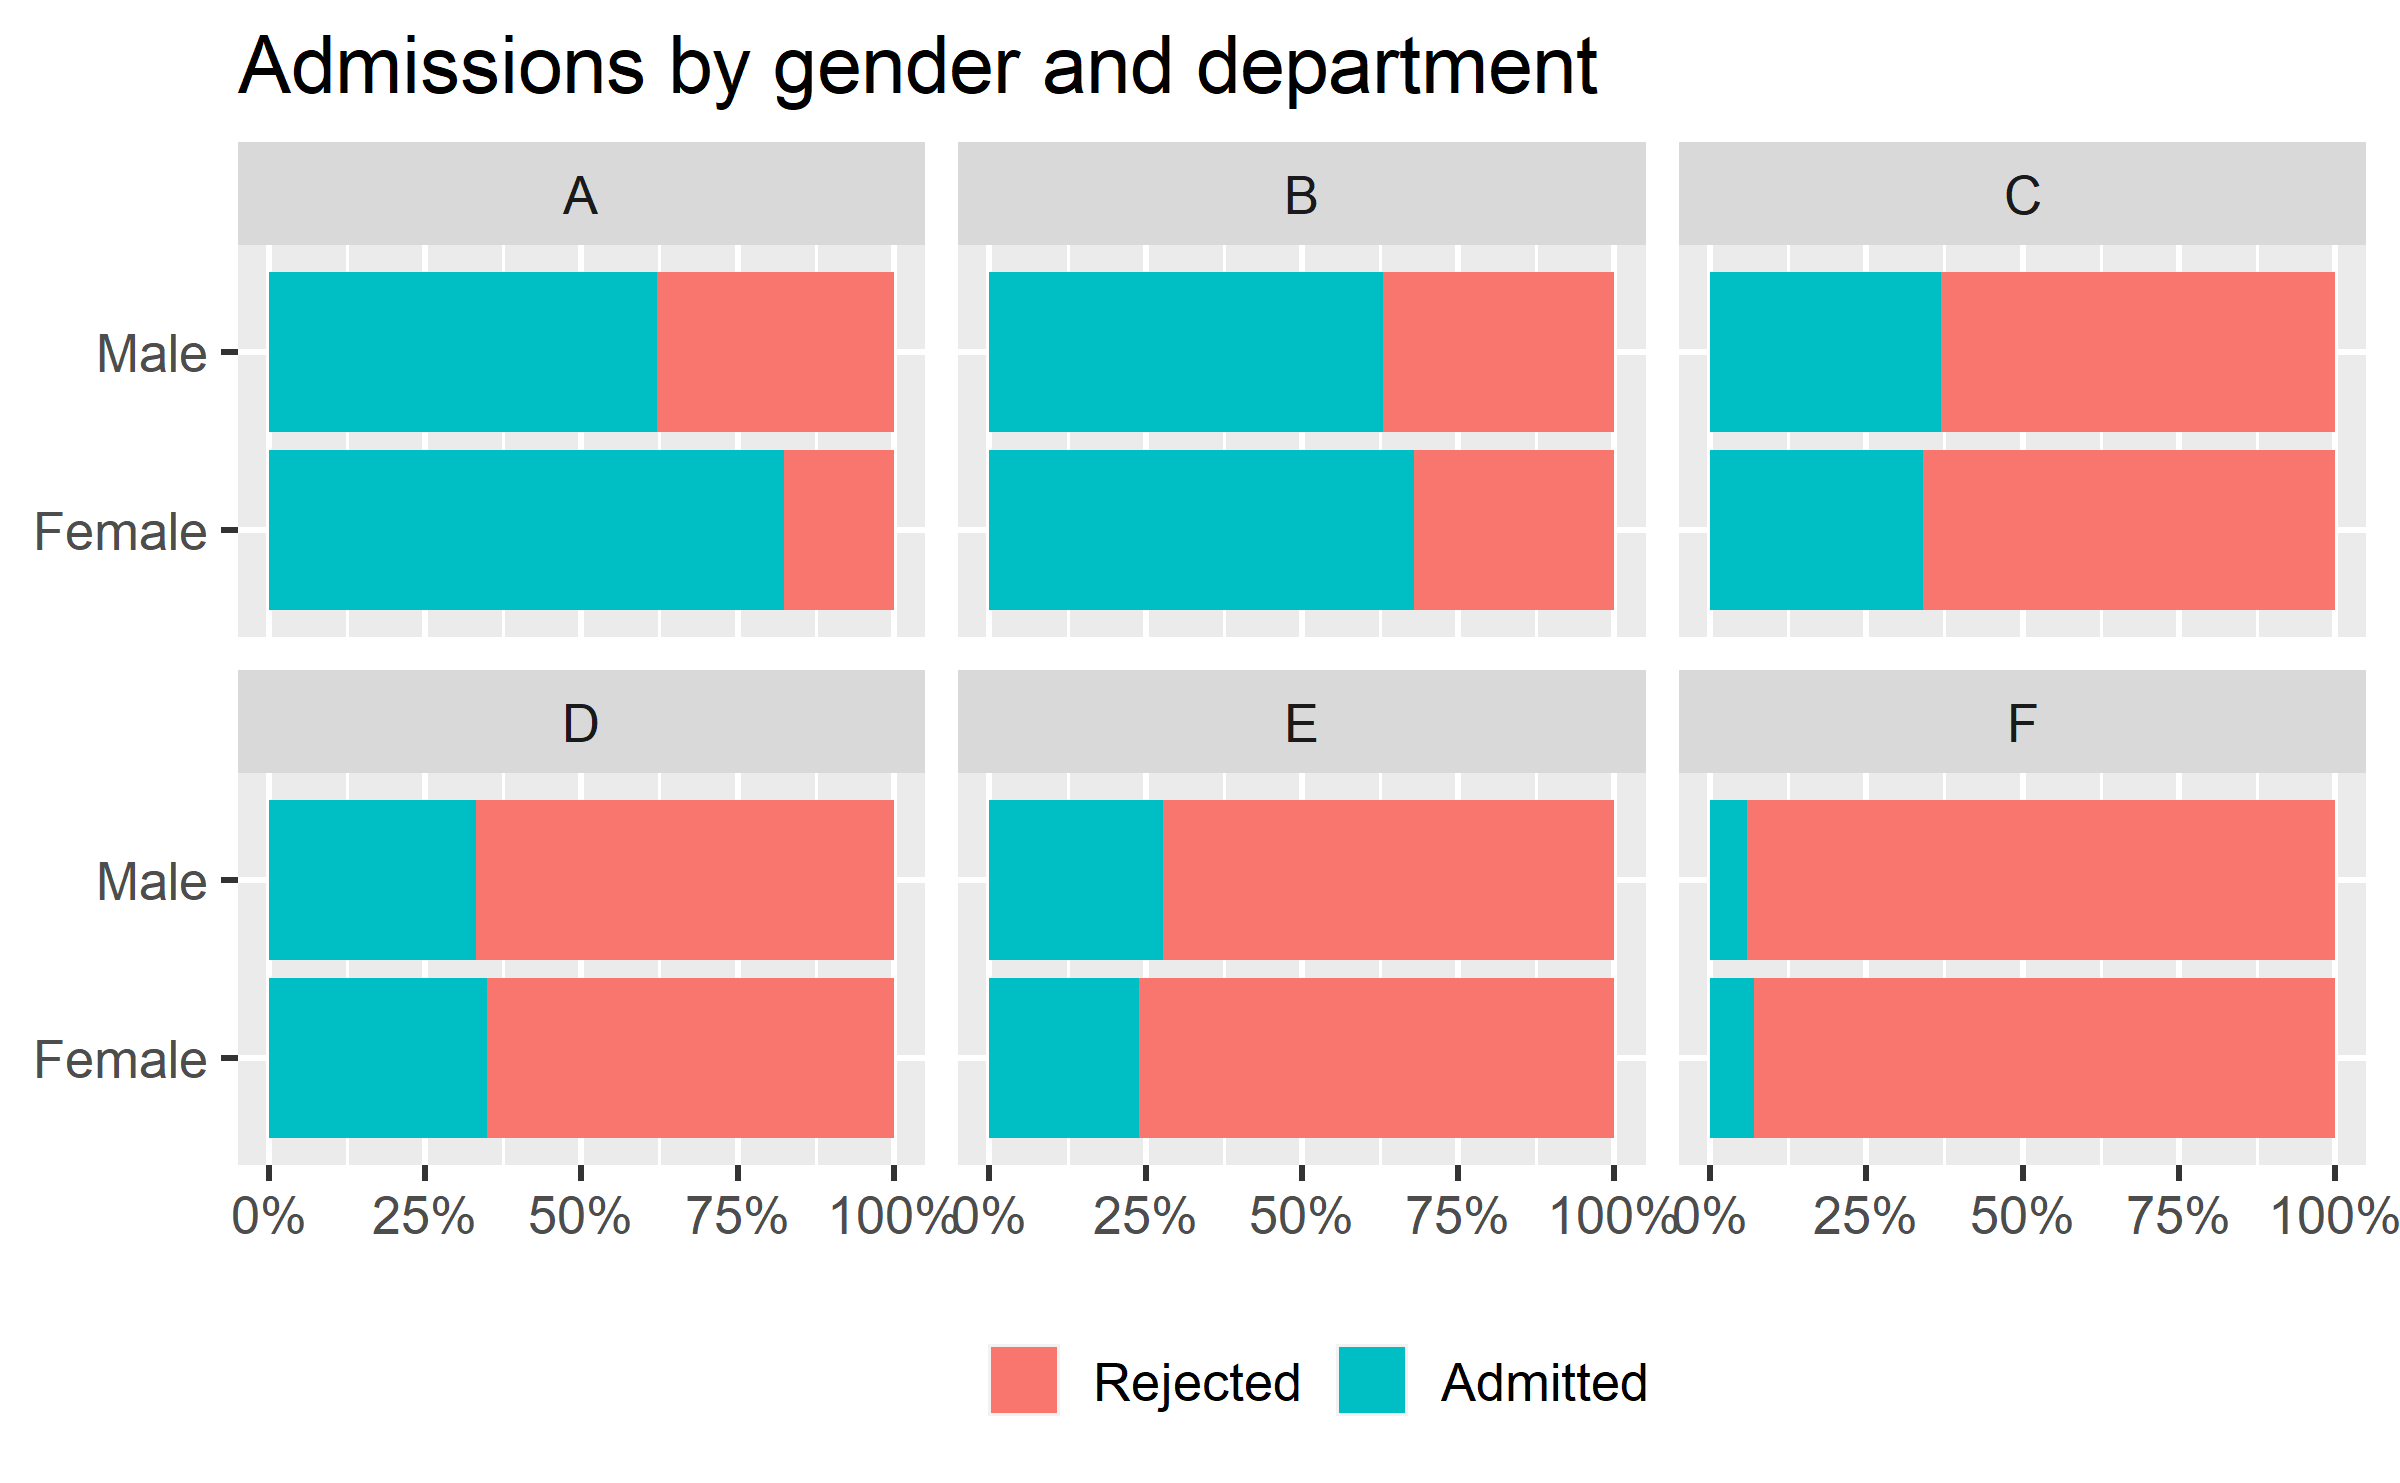 Admissions by gender and department
A B C
Male
Female
D E F
Male
Female
0% 25% 50% 75% 100% 0% 25% 50% 75% 100% 0% 25% 50% 75% 100%
Rejected Admitted